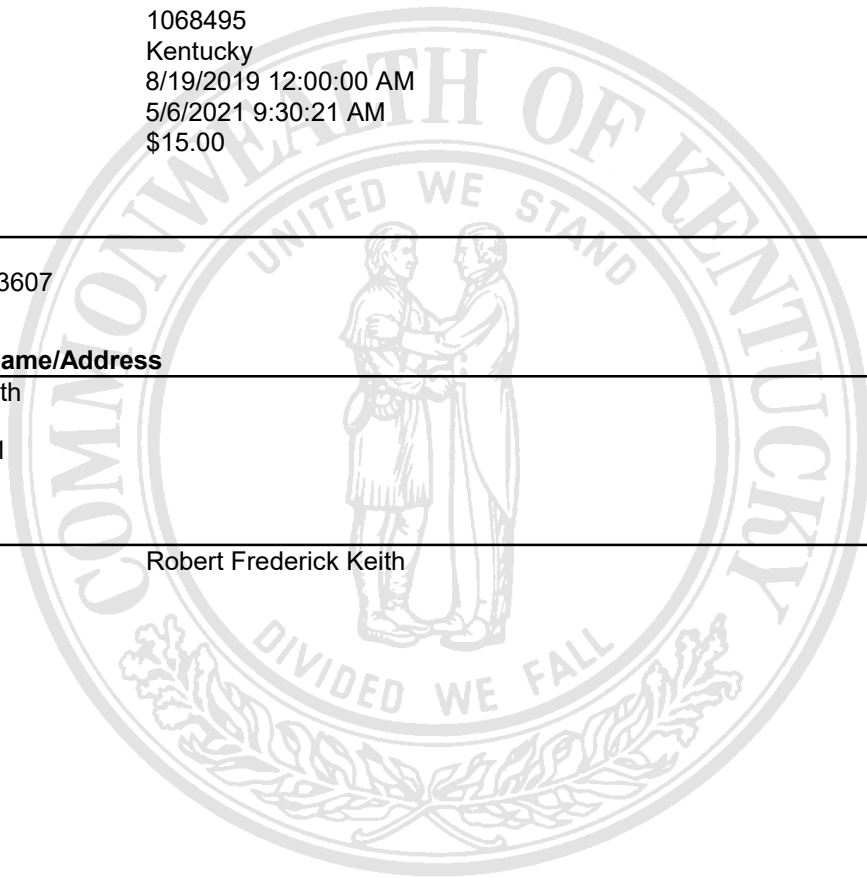 1068495
Kentucky
8/19/2019 12:00:00 AM
5/6/2021 9:30:21 AM
$15.00
COMMONWEALTH OF KENTUCKY
UNITED WE STAND
3607
ame/Address
th
1
Robert Frederick Keith
DIVIDED WE FALL